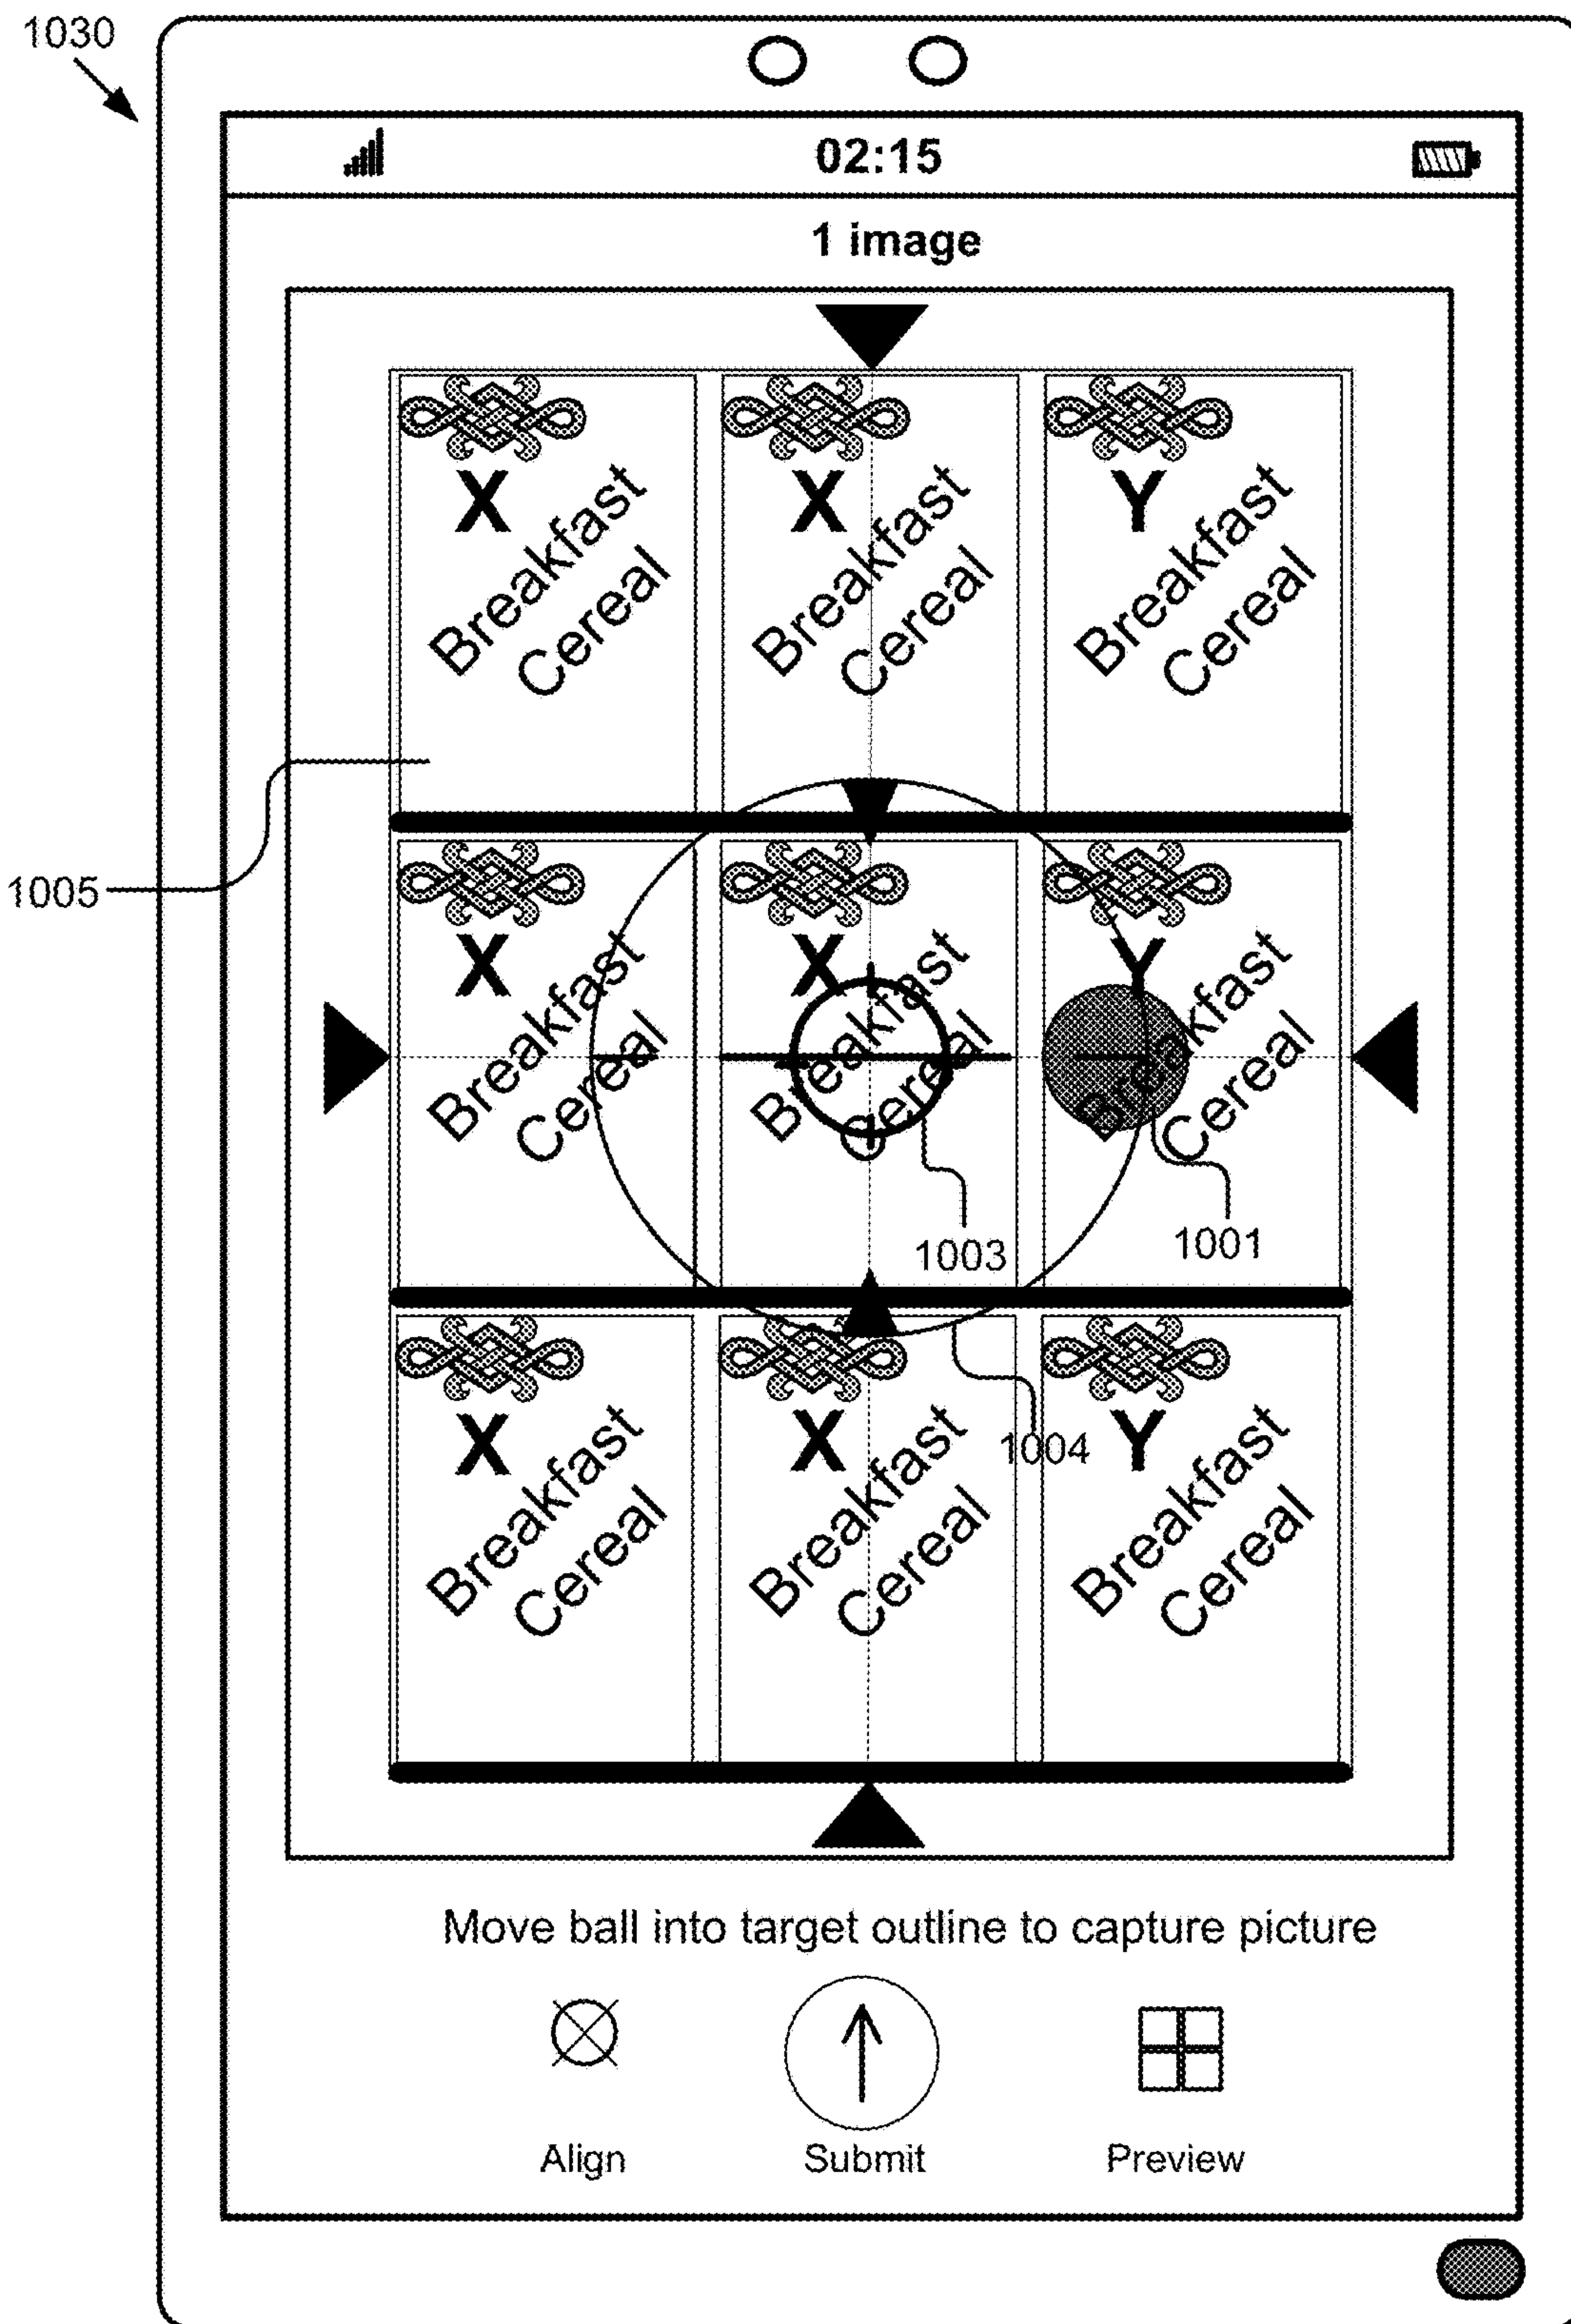 1030
02:15
1 image
X X Y
Breakfast Breakfast Breakfast
Cereal Cereal Cereal
1005
X X Y
Breakfast Breakfast Breakfast
Cereal Cereal Cereal
1003 1001
1004
X X Y
Breakfast Breakfast Breakfast
Cereal Cereal Cereal
Move ball into target outline to capture picture
Align Submit Preview